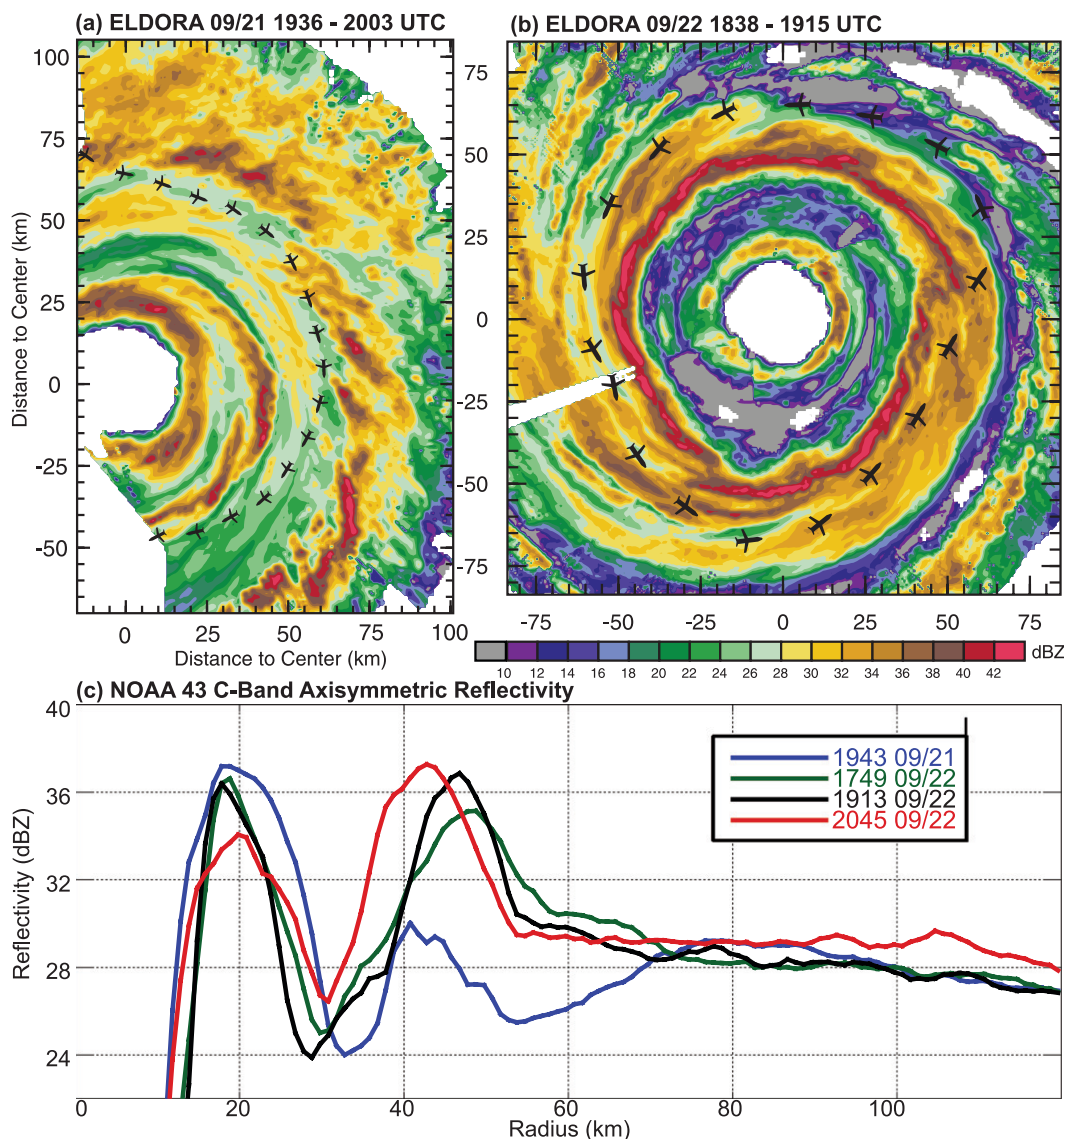 (a) ELDORA 09/21 1936 - 2003 UTC
(b) ELDORA 09/22 1838 - 1915 UTC
Distance to Center (km)
100
75
50
25
0
-25
-50
0 25 50 75 100
Distance to Center (km)
75
50
25
0
-25
-50
-75
-75 -50 -25 0 25 50 75
10 12 14 16 18 20 22 24 26 28 30 32 34 36 38 40 42 dBZ
(c) NOAA 43 C-Band Axisymmetric Reflectivity
Reflectivity (dBZ)
40
36
32
28
24
1943 09/21
1749 09/22
1913 09/22
2045 09/22
0 20 40 60 80 100
Radius (km)